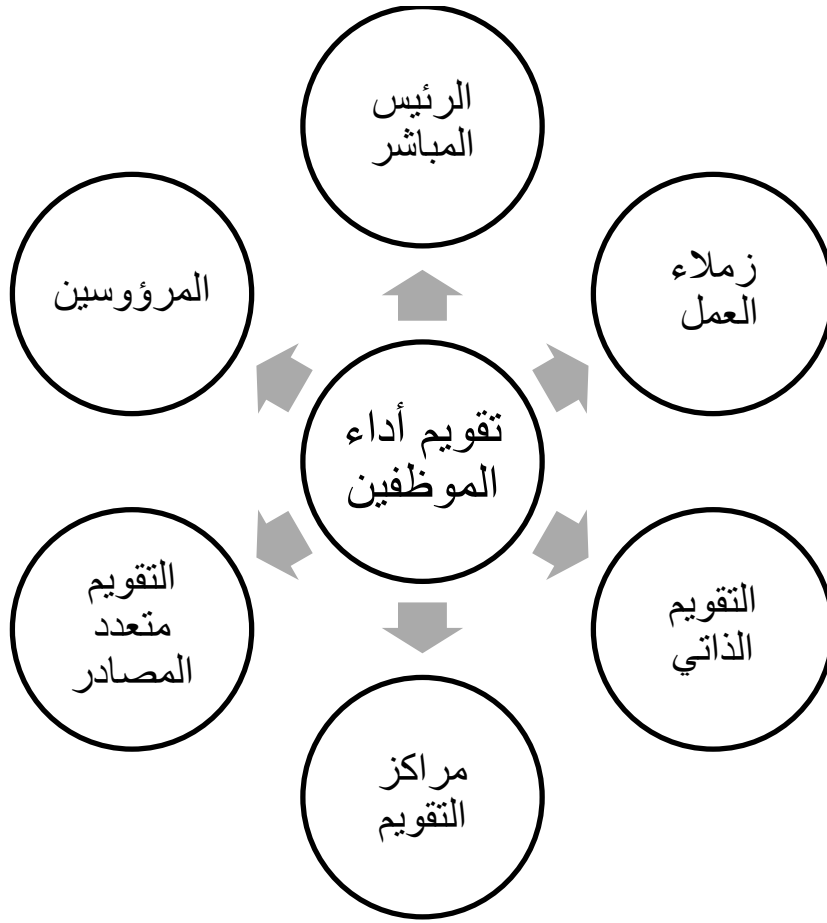 الرئيس
المباشر
زملاء
العمل
المرؤوسين
تقويم أداء
الموظفين
التقويم
الذاتي
التقويم
متعدد
المصادر
مراكز
التقويم